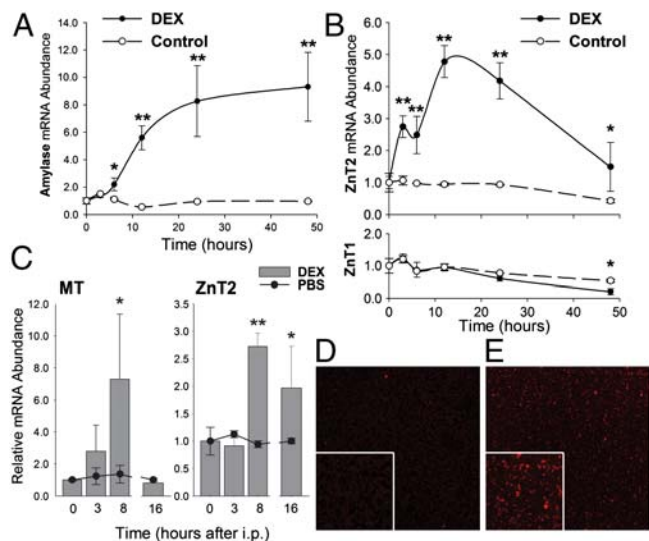 A
DEX
Control
Amylase mRNA Abundance
12.0
10.0
8.0
6.0
4.0
2.0
0.0
*
**
**
**
0 10 20 30 40 50
Time (hours)
B
DEX
Control
ZnT2 mRNA Abundance
6.0
5.0
4.0
3.0
2.0
1.0
0.0
**
**
**
**
*
ZnT1
2.0
1.0
0.0
*
0 10 20 30 40 50
Time (hours)
C
DEX
PBS
Relative mRNA Abundance
MT
12.0
10.0
8.0
6.0
4.0
2.0
0.0
*
0 3 8 16
ZnT2
3.5
3.0
2.5
2.0
1.5
1.0
0.5
0.0
**
*
0 3 8 16
Time (hours after i.p.)
D
E